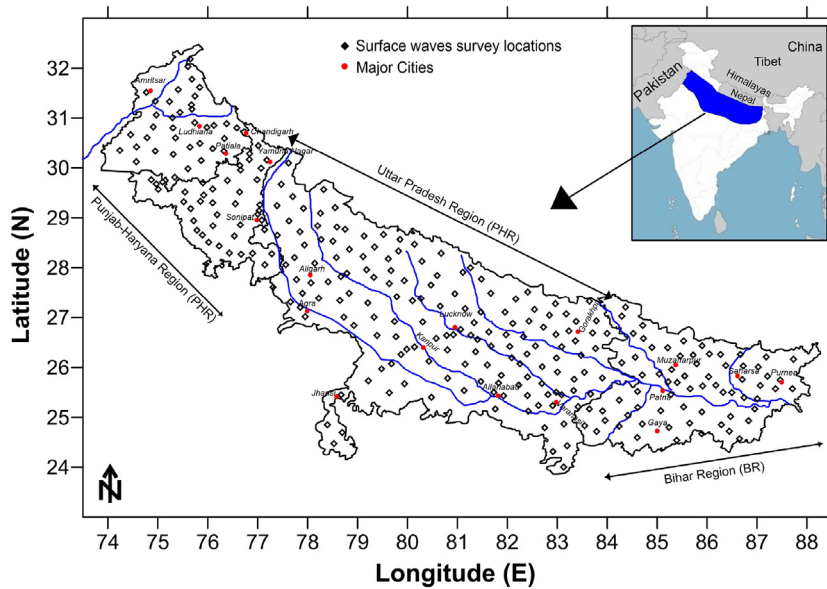 Surface waves survey locations
Major Cities
China
Tibet
Himalayas
Nepal
Pakistan
32
31
30
29
28
27
26
25
24
Latitude (N)
Amritsar
Ludhiana
Chandigarh
Patiala
Yamuna Nagar
Sonipat
Punjab-Haryana Region (PHR)
Uttar Pradesh Region (PHR)
Aligarh
Agra
Lucknow
Kanpur
Gorakhpur
Muzaffarpur
Saharsa
Purnea
Jhansi
Allahabad
Varanasi
Patna
Gaya
Bihar Region (BR)
N
74 75 76 77 78 79 80 81 82 83 84 85 86 87 88
Longitude (E)